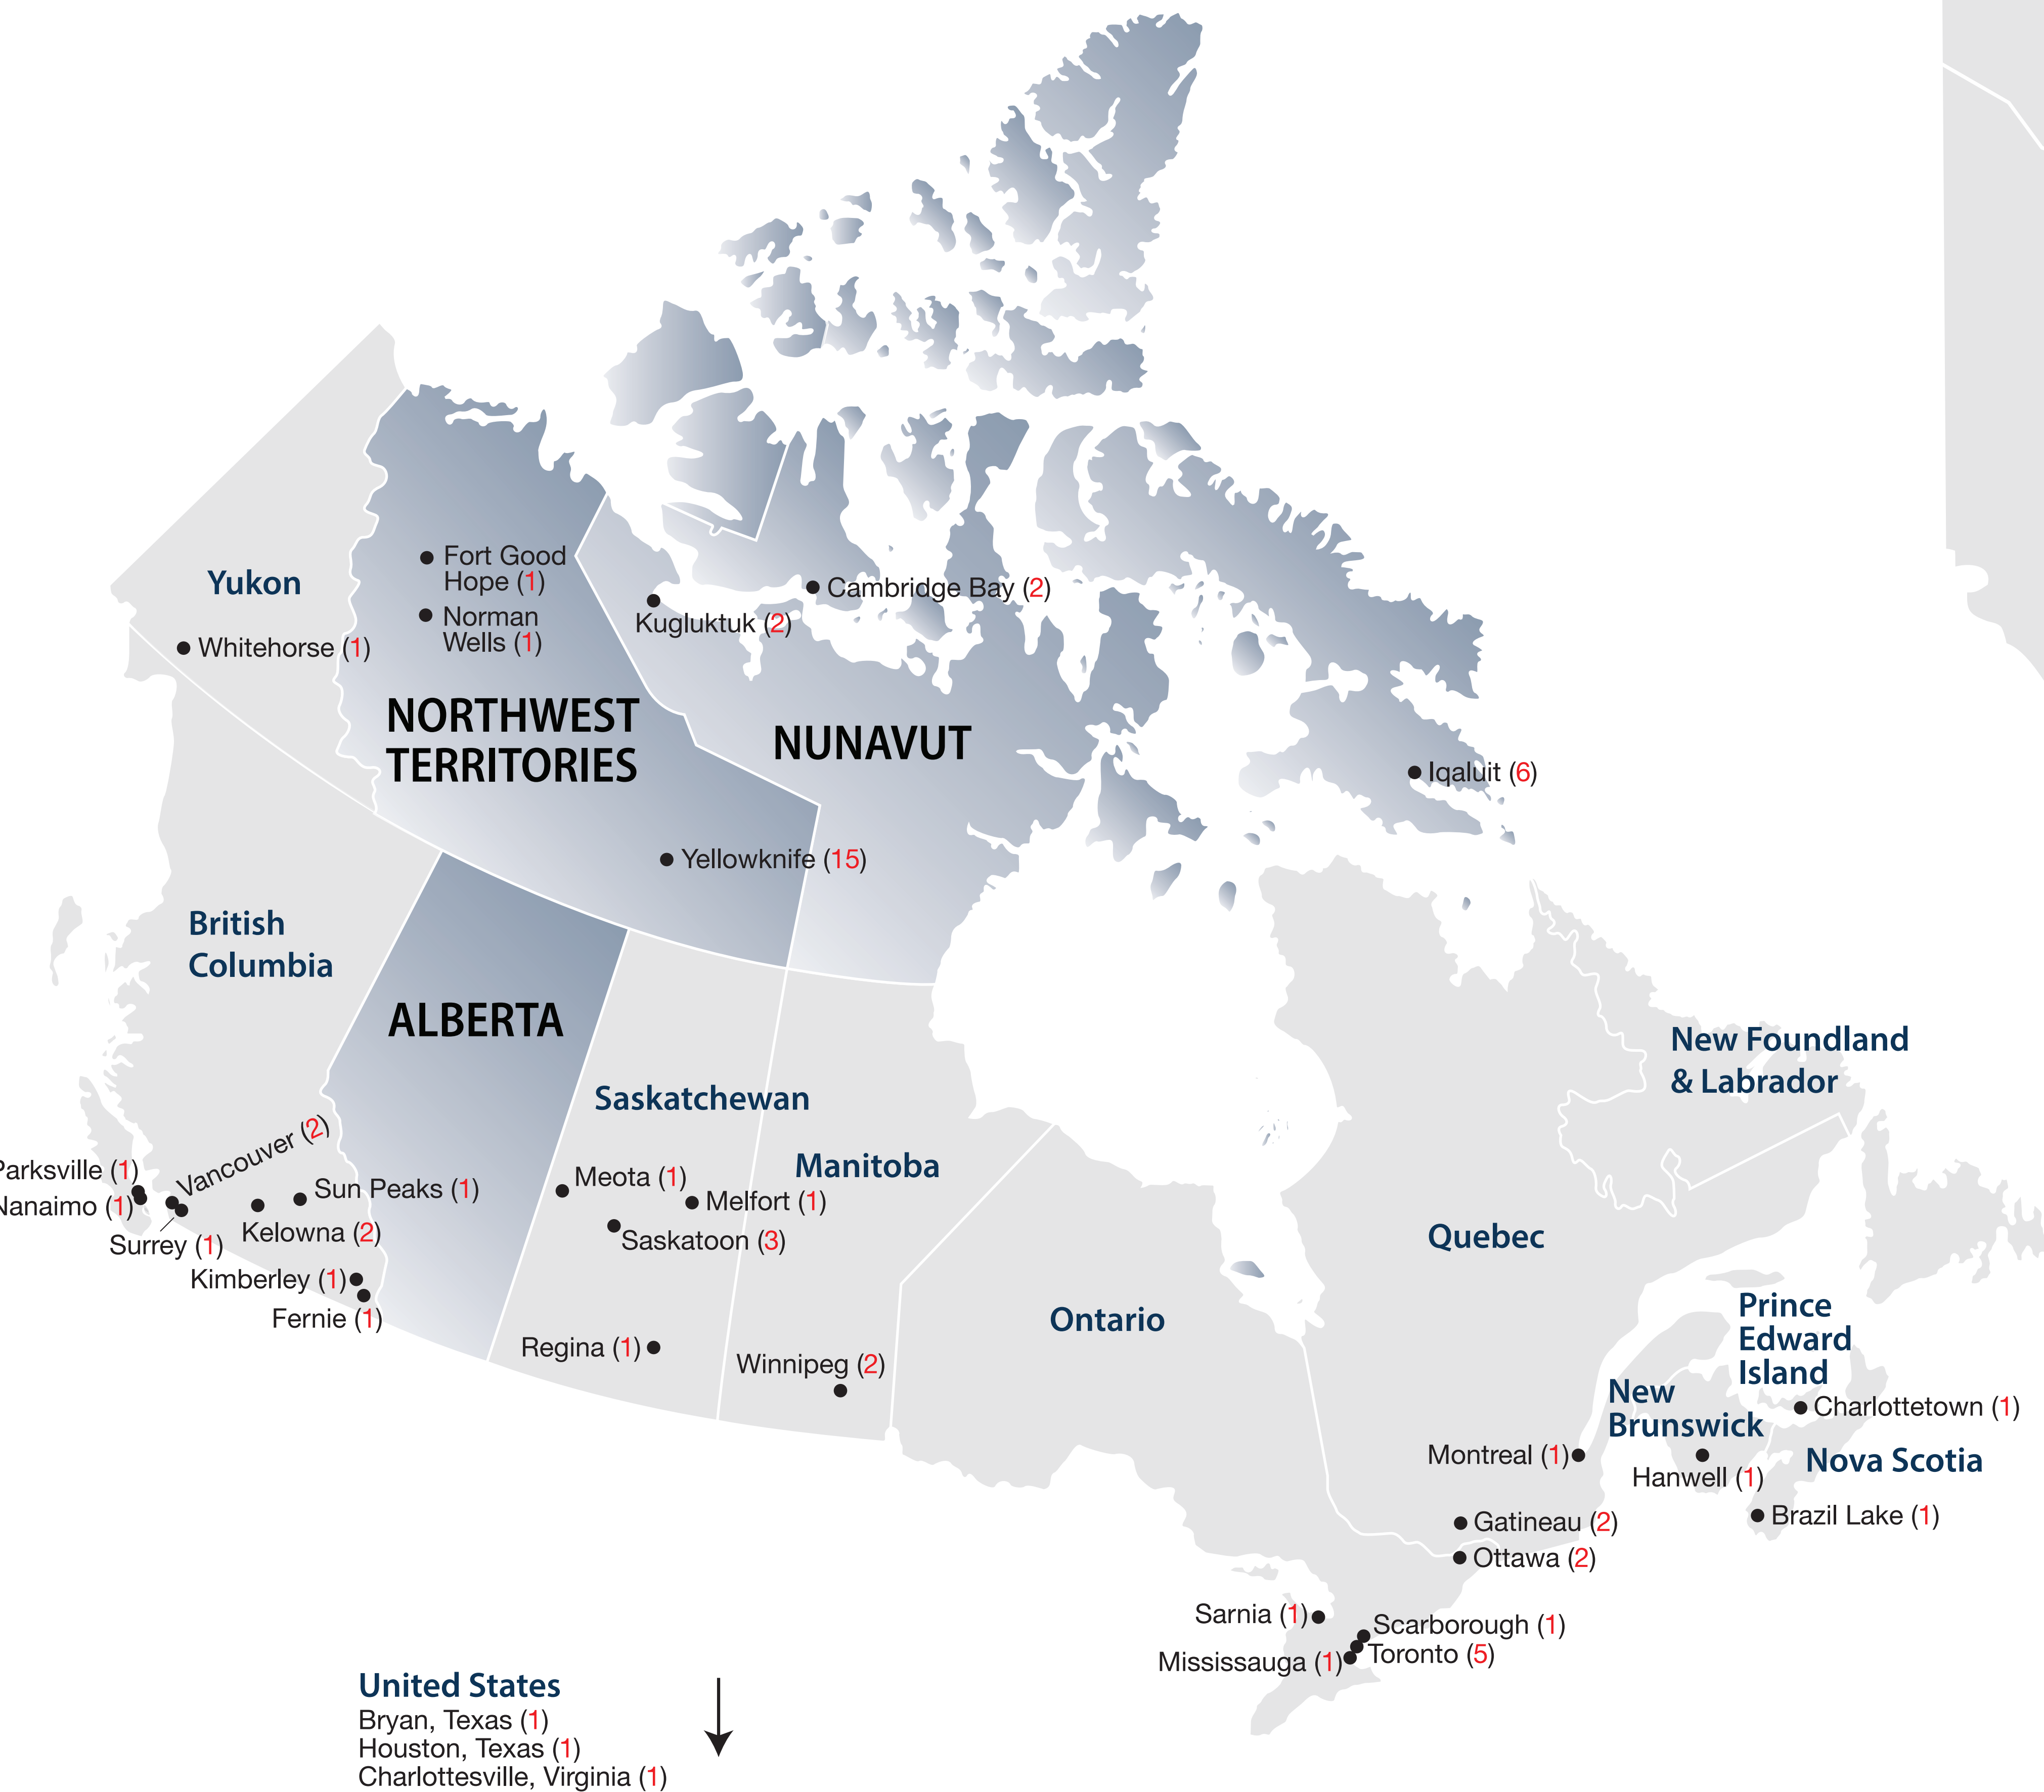 Fort Good
Hope (1)
Norman
Wells (1)
Yukon
Whitehorse (1)
Cambridge Bay (2)
Kugluktuk (2)
NORTHWEST
TERRITORIES
NUNAVUT
Iqaluit (6)
Yellowknife (15)
British
Columbia
ALBERTA
New Foundland
& Labrador
Saskatchewan
Manitoba
Vancouver (2)
Parksville (1)
Nanaimo (1)
Sun Peaks (1)
Surrey (1)
Kelowna (2)
Kimberley (1)
Fernie (1)
Meota (1)
Melfort (1)
Saskatoon (3)
Regina (1)
Winnipeg (2)
Quebec
Ontario
Prince
Edward
Island
New
Brunswick
Charlottetown (1)
Montreal (1)
Nova Scotia
Hanwell (1)
Brazil Lake (1)
Gatineau (2)
Ottawa (2)
Sarnia (1)
Scarborough (1)
Toronto (5)
Mississauga (1)
United States
Bryan, Texas (1)
Houston, Texas (1)
Charlottesville, Virginia (1)